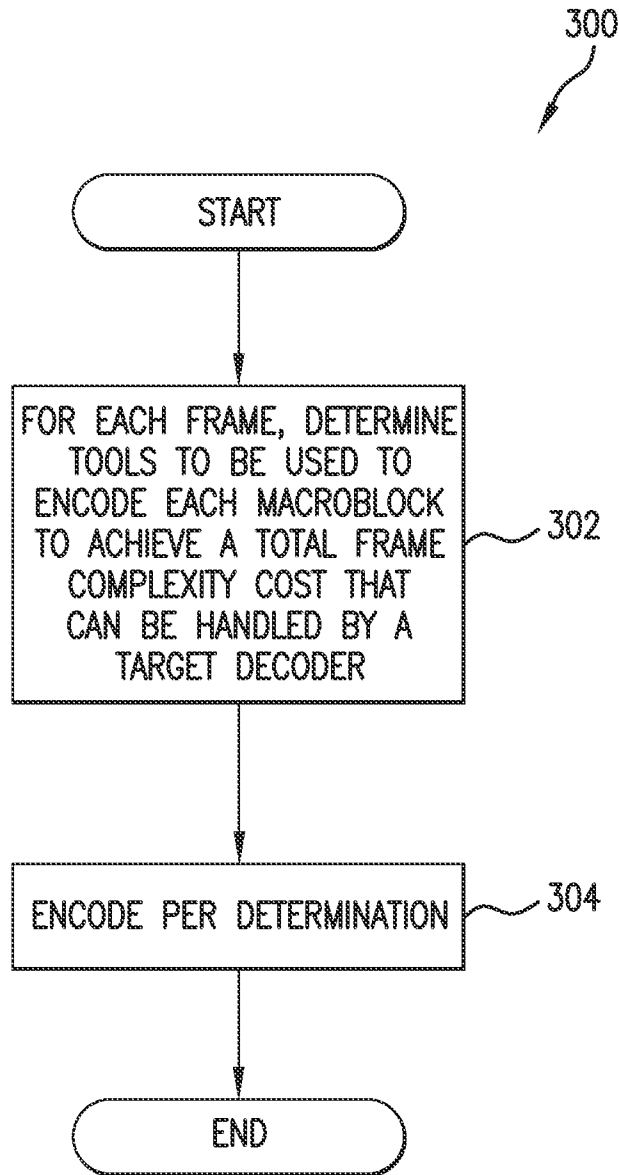 300
START
FOR EACH FRAME, DETERMINE
TOOLS TO BE USED TO
ENCODE EACH MACROBLOCK
TO ACHIEVE A TOTAL FRAME
COMPLEXITY COST THAT
CAN BE HANDLED BY A
TARGET DECODER
302
ENCODE PER DETERMINATION
304
END